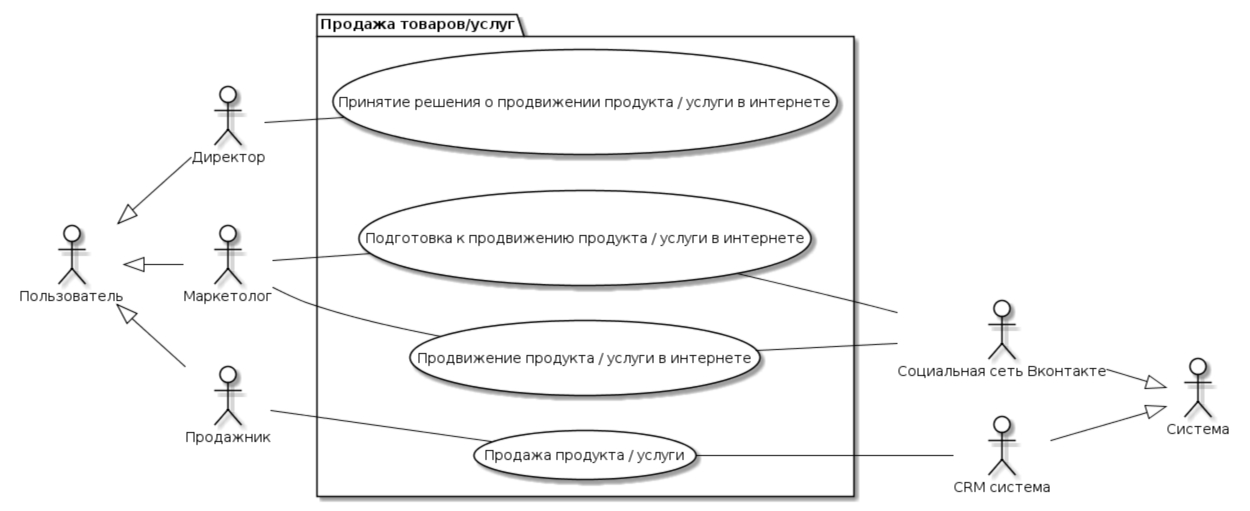 Продажа товаров/услуг
Принятие решения о продвижении продукта / услуги в интернете
Директор
Подготовка к продвижению продукта / услуги в интернете
Пользователь
Маркетолог
Продвижение продукта / услуги в интернете
Социальная сеть Вконтакте
Система
Продажник
Продажа продукта / услуги
CRM система